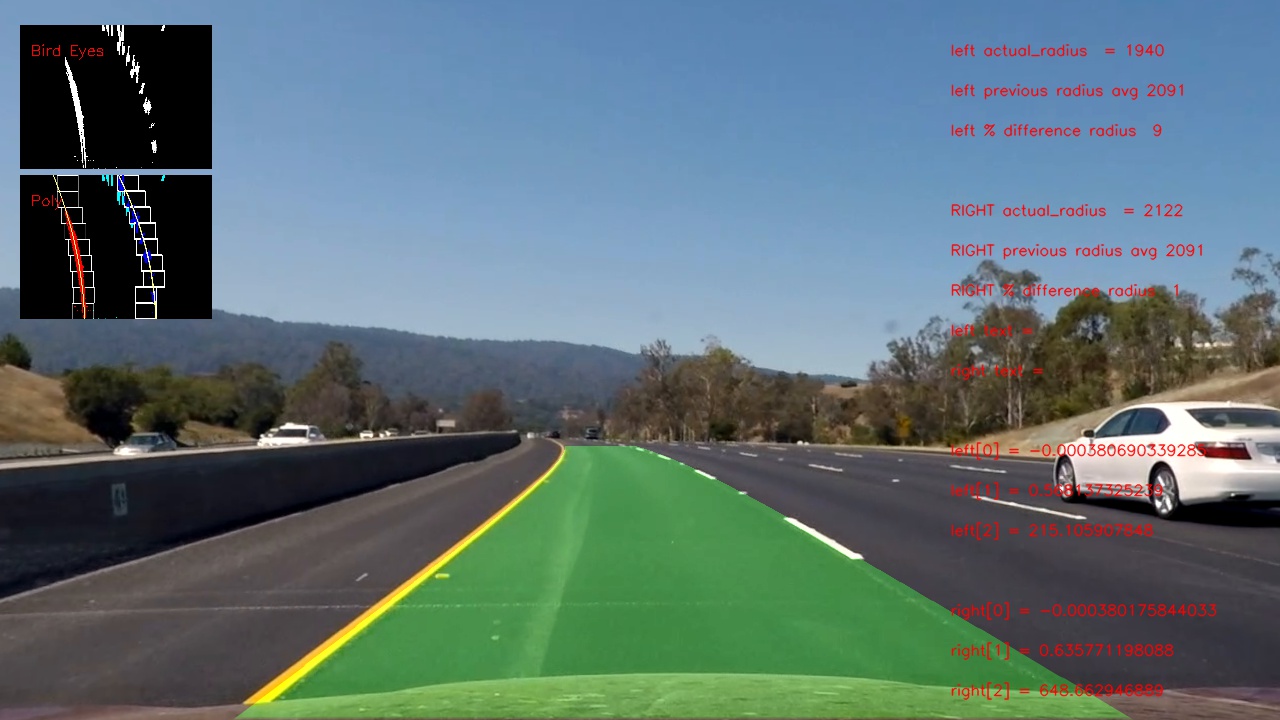 Bird Eyes
Poly
left actual_radius = 1940
left previous radius avg 2091
left % difference radius 9
RIGHT actual_radius = 2122
RIGHT previous radius avg 2091
RIGHT % difference radius 1
left text =
right text =
left[0] = -0.000380690339283
left[1] = 0.568137325239
left[2] = 215.105907848
right[0] = -0.000380175844033
right[1] = 0.635771198088
right[2] = 648.662946889